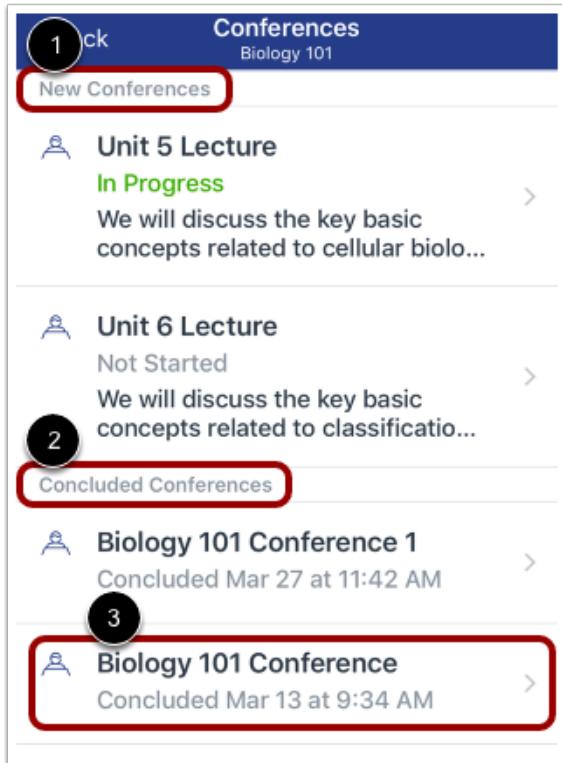 Conferences
1 ck
Biology 101
New Conferences
Unit 5 Lecture
In Progress
We will discuss the key basic
concepts related to cellular biolo...
Unit 6 Lecture
Not Started
We will discuss the key basic
2 concepts related to classificatio...
Concluded Conferences
Biology 101 Conference 1
Concluded Mar 27 at 11:42 AM
3
Biology 101 Conference
Concluded Mar 13 at 9:34 AM